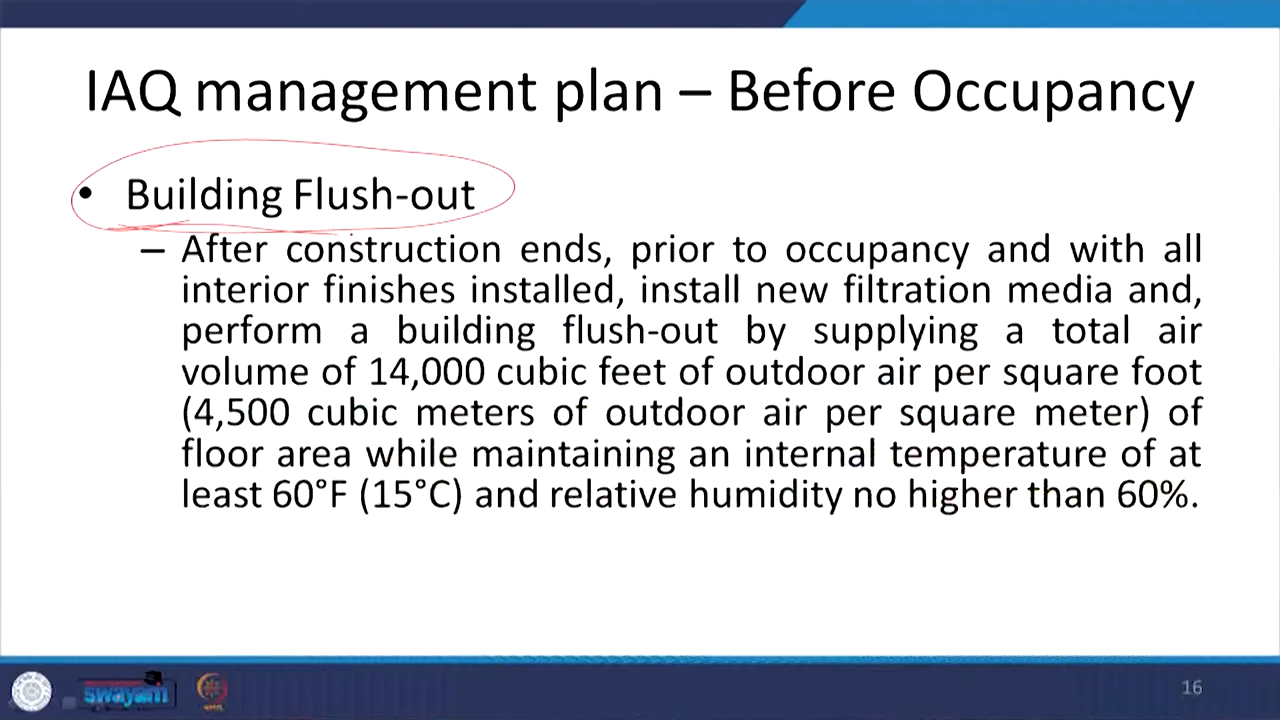 IAQ management plan – Before Occupancy
• Building Flush-out
– After construction ends, prior to occupancy and with all
interior finishes installed, install new filtration media and,
perform a building flush-out by supplying a total air
volume of 14,000 cubic feet of outdoor air per square foot
(4,500 cubic meters of outdoor air per square meter) of
floor area while maintaining an internal temperature of at
least 60°F (15°C) and relative humidity no higher than 60%.
swayam
16